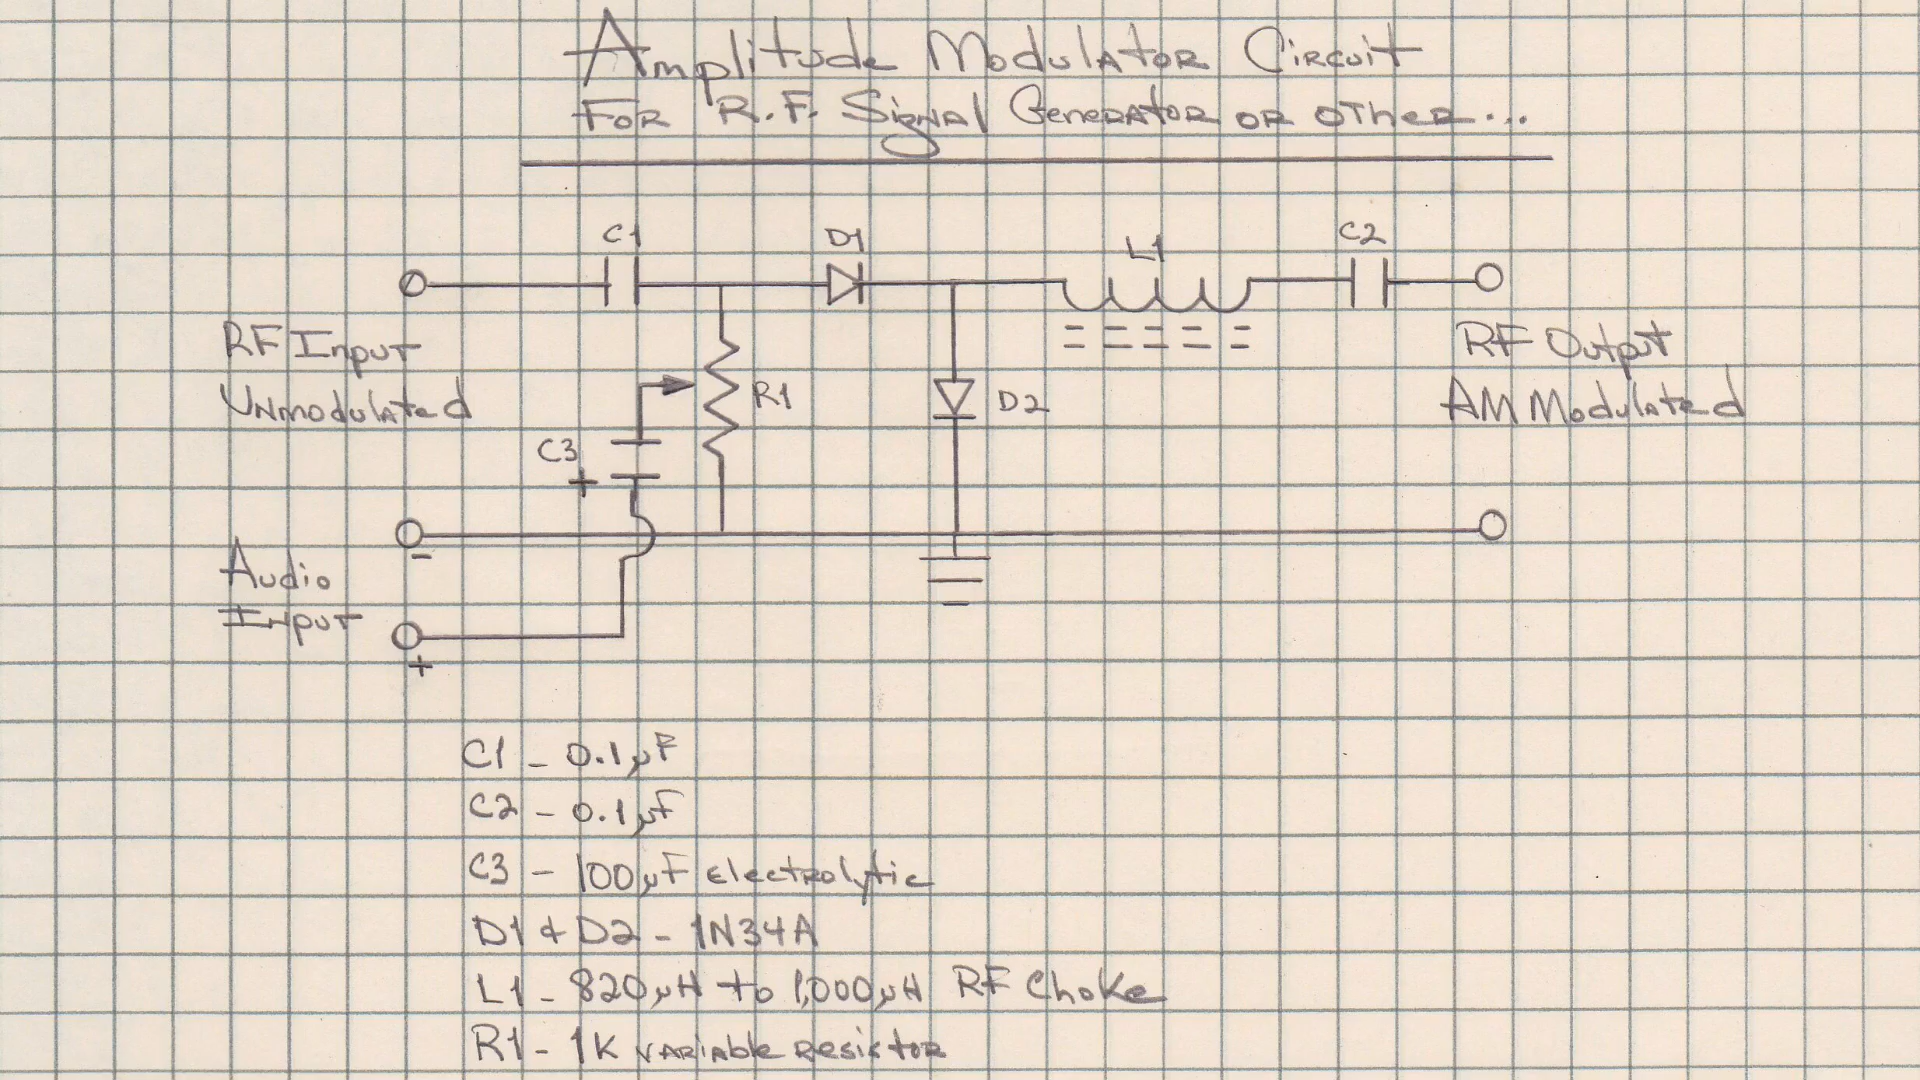 Amplitude Modulator Circuit
For R.F. Signal Generator or other...
C1 D1 L1 C2
RF Input
Unmodulated
R1
D2
RF Output
AM Modulated
C3
+
-
Audio
Input
+
C1 - 0.1µF
C2 - 0.1µF
C3 - 100µF electrolytic
D1 & D2 - 1N34A
L1 - 820µH to 1,000µH RF Choke
R1 - 1K variable resistor